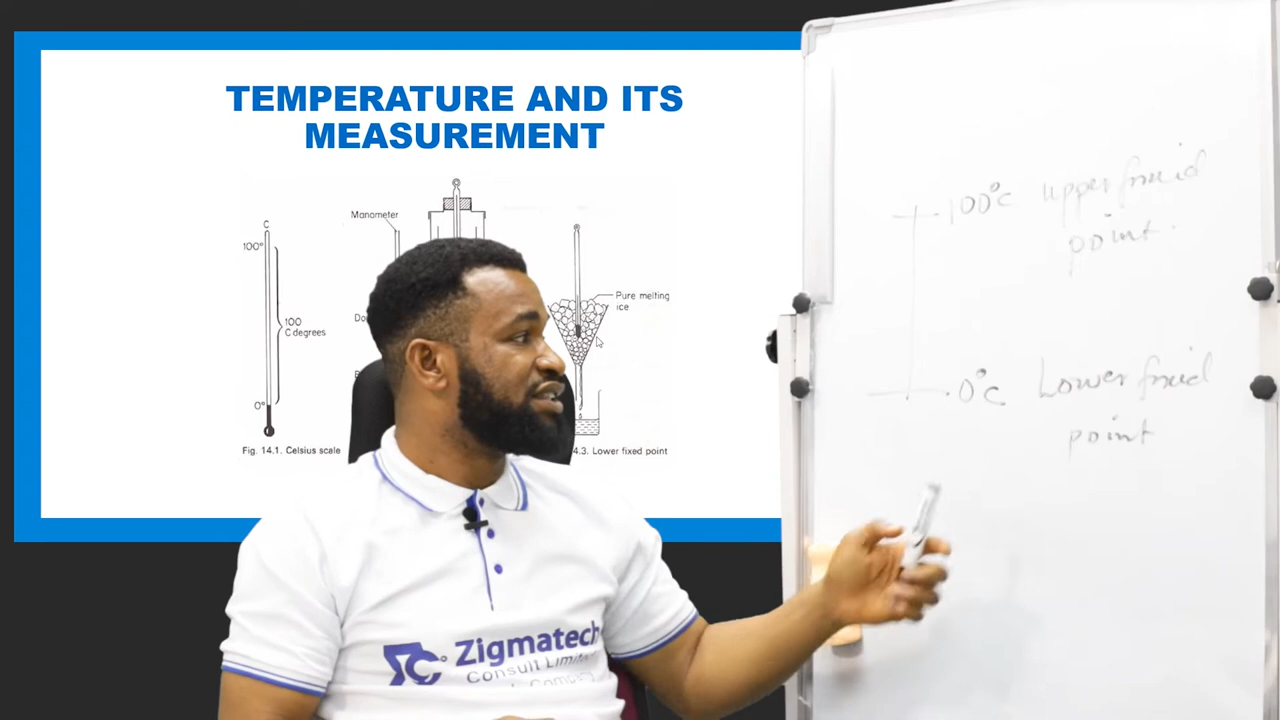 TEMPERATURE AND ITS
MEASUREMENT
C
100°
100
C degrees
0°
Fig. 14.1. Celsius scale
Manometer
Do
Pure melting
ice
4.3. Lower fixed point
100°C upper fixed
point.
0°C Lower fixed
point
Zigmatech
Consult